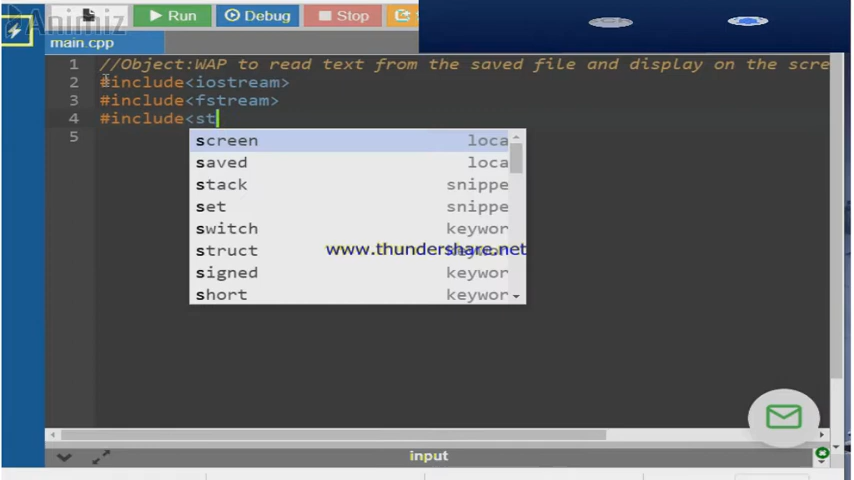 Animiz
Run
Debug
Stop
main.cpp
1 //Object:WAP to read text from the saved file and display on the scre
2 #include<iostream>
3 #include<fstream>
4 #include<st
5
screen loca
saved loca
stack snippe
set snippe
switch keywor
struct keywor
www.thundershare.net
signed keywor
short keywor
input